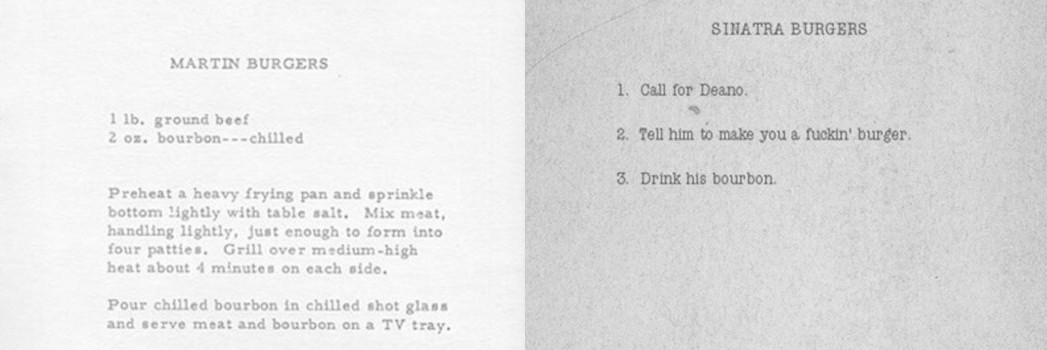 MARTIN BURGERS
1 lb. ground beef
2 oz. bourbon---chilled
Preheat a heavy frying pan and sprinkle
bottom lightly with table salt. Mix meat,
handling lightly, just enough to form into
four patties. Grill over medium-high
heat about 4 minutes on each side.
Pour chilled bourbon in chilled shot glass
and serve meat and bourbon on a TV tray.
SINATRA BURGERS
1. Call for Deano.
2. Tell him to make you a fuckin' burger.
3. Drink his bourbon.